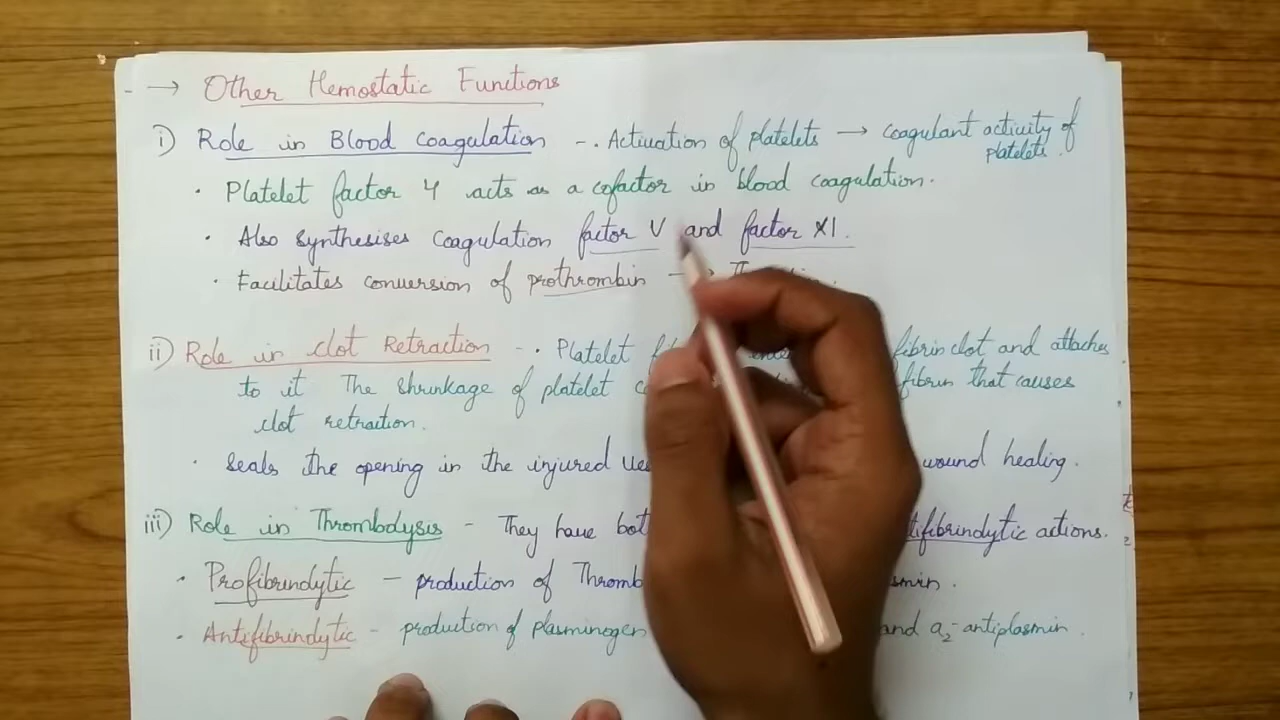 - → Other Hemostatic Functions
i) Role in Blood coagulation -. Activation of platelets → coagulant activity of
platelets.
· Platelet factor 4 acts as a cofactor in blood coagulation.
· Also synthesises coagulation factor V and factor XI.
· Facilitates conversion of prothrombin →
ii) Role in clot Retraction -. Platelet fibrin clot and attaches
to it The shrinkage of platelet fibrin that causes
clot retraction.
· Seals the opening in the injured wound healing.
iii) Role in Thrombolysis - They have actions.
· Profibrinolytic - production of
· Antifibrinolytic - production of plasminogen and a2-antiplasmin.